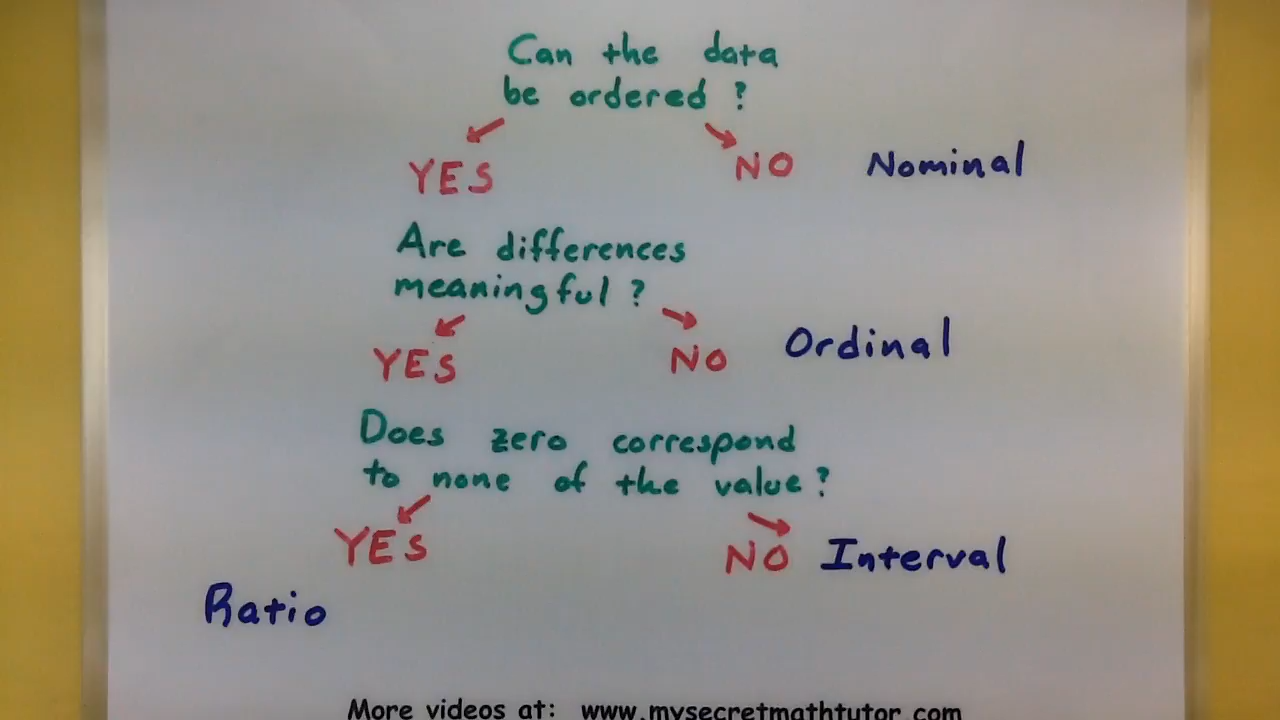 Can the data
be ordered?
YES
NO
Nominal
Are differences
meaningful?
YES
NO
Ordinal
Does zero correspond
to none of the value?
YES
NO
Interval
Ratio
More videos at: www.mysecretmathtutor.com